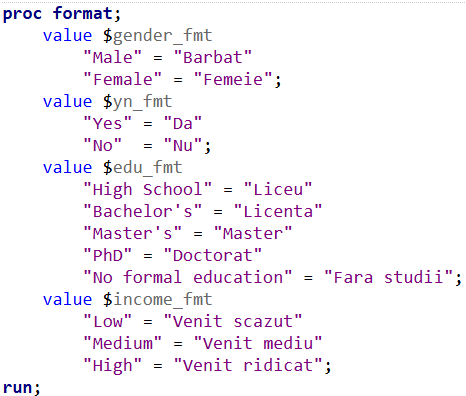 proc format;
    value $gender_fmt
        "Male" = "Barbat"
        "Female" = "Femeie";
    value $yn_fmt
        "Yes" = "Da"
        "No"  = "Nu";
    value $edu_fmt
        "High School" = "Liceu"
        "Bachelor's" = "Licenta"
        "Master's" = "Master"
        "PhD" = "Doctorat"
        "No formal education" = "Fara studii";
    value $income_fmt
        "Low" = "Venit scazut"
        "Medium" = "Venit mediu"
        "High" = "Venit ridicat";
run;